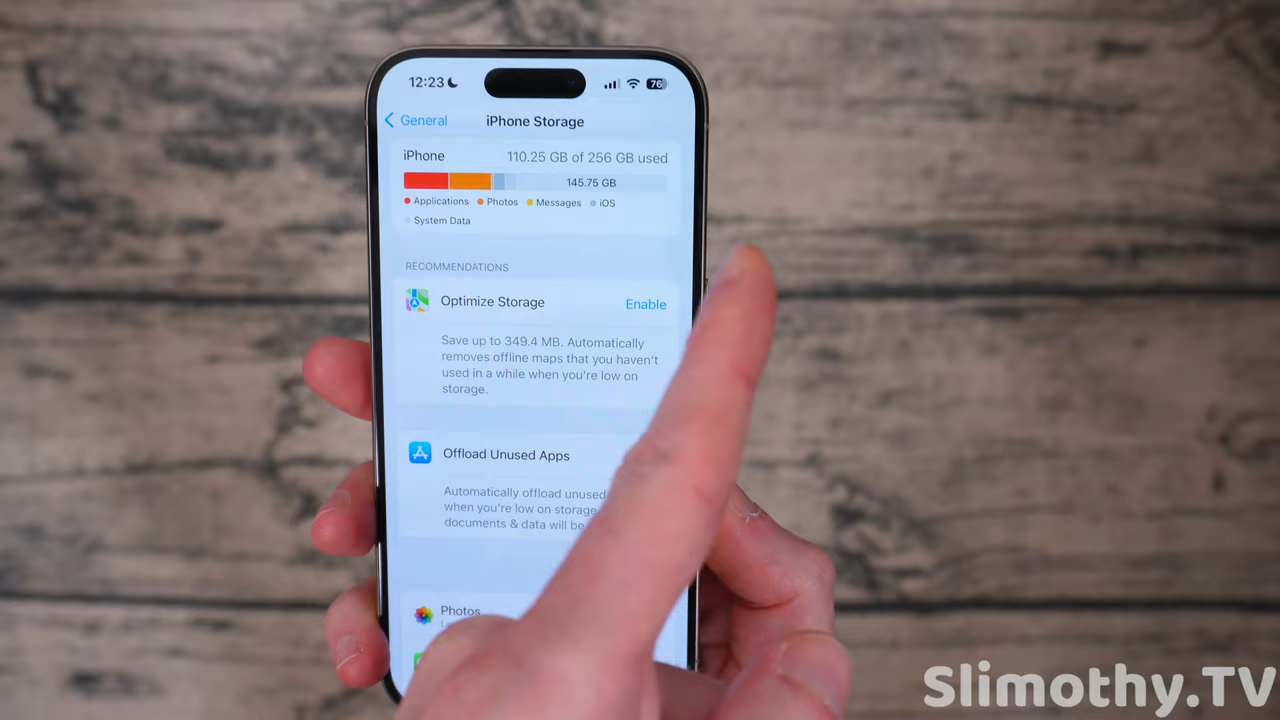 12:23
76
General
iPhone Storage
iPhone 110.25 GB of 256 GB used
145.75 GB
Applications Photos Messages iOS
System Data
RECOMMENDATIONS
Optimize Storage Enable
Save up to 349.4 MB. Automatically
removes offline maps that you haven't
used in a while when you're low on
storage.
Offload Unused Apps
Automatically offload unused
when you're low on storage
documents & data will be
Photos
Slimothy.TV